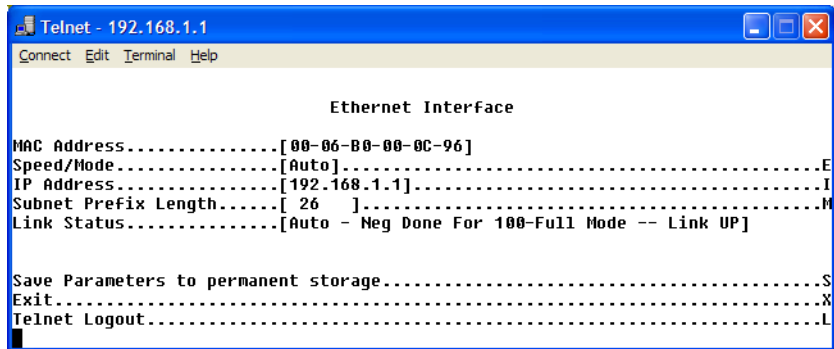 Telnet - 192.168.1.1
Connect Edit Terminal Help
Ethernet Interface
MAC Address...............[00-06-B0-00-0C-96]
Speed/Mode................[Auto]....................................................E
IP Address................[192.168.1.1].............................................I
Subnet Prefix Length......[ 26   ]..................................................M
Link Status...............[Auto - Neg Done For 100-Full Mode -- Link UP]
Save Parameters to permanent storage................................................S
Exit................................................................................X
Telnet Logout.......................................................................L